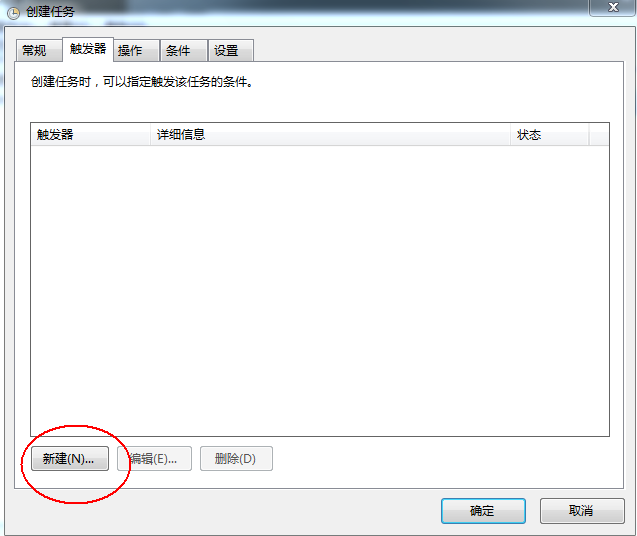 创建任务
常规 触发器 操作 条件 设置
创建任务时，可以指定触发该任务的条件。
触发器 详细信息 状态
新建(N)... 编辑(E)... 删除(D)
确定 取消